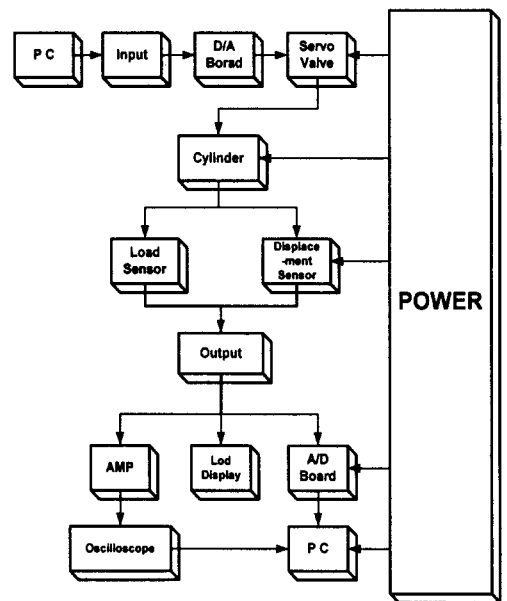 P C
Input
D/A
Borad
Servo
Valve
Cylinder
Load
Sensor
Displace
-ment
Sensor
POWER
Output
AMP
Lod
Display
A/D
Board
Oscilloscope
P C